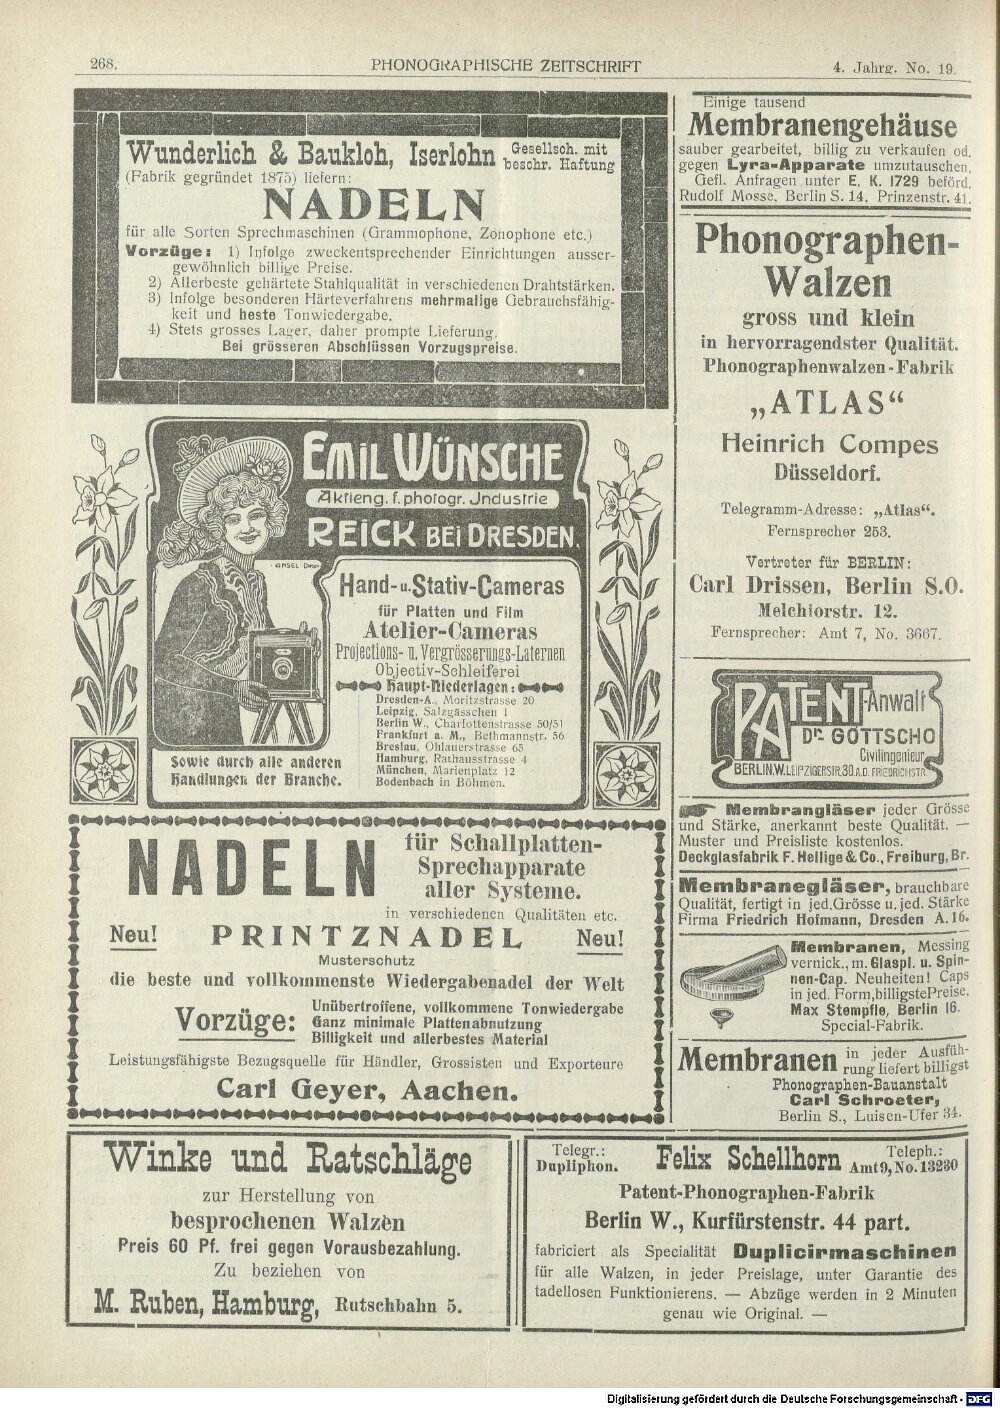 268.
PHONOGRAPHISCHE ZEITSCHRIFT
4. Jahrg. No. 19.
Wunderlich & Baukloh, Iserlohn Gesellsch. mit
beschr. Haftung
(Fabrik gegründet 1875) liefern:
NADELN
für alle Sorten Sprechmaschinen (Grammophone, Zonophone etc.)
Vorzüge: 1) Infolge zweckentsprechender Einrichtungen ausser-
gewöhnlich billige Preise.
2) Allerbeste gehärtete Stahlqualität in verschiedenen Drahtstärken.
3) Infolge besonderen Härteverfahrens mehrmalige Gebrauchsfähig-
keit und beste Tonwiedergabe.
4) Stets grosses Lager, daher prompte Lieferung.
Bei grösseren Abschlüssen Vorzugspreise.
EMIL WÜNSCHE
Aktieng. f. photogr. Jndustrie
REICK BEI DRESDEN.
Hand- u. Stativ-Cameras
für Platten und Film
Atelier-Cameras
Projections- u. Vergrösserungs-Laternen
Objectiv-Schleiferei
Haupt-Niederlagen:
Dresden-A., Moritzstrasse 20
Leipzig, Salzgässchen 1
Berlin W., Charlottenstrasse 50/51
Frankfurt a. M., Bethmannstr. 56
Breslau, Ohlauerstrasse 65
Hamburg, Rathausstrasse 4
München, Marienplatz 12
Bodenbach in Böhmen.
Sowie durch alle anderen
Handlungen der Branche.
NADELN
für Schallplatten-
Sprechapparate
aller Systeme.
in verschiedenen Qualitäten etc.
Neu! PRINTZNADEL Neu!
Musterschutz
die beste und vollkommenste Wiedergabenadel der Welt
Vorzüge:
Unübertroffene, vollkommene Tonwiedergabe
Ganz minimale Plattenabnutzung
Billigkeit und allerbestes Material
Leistungsfähigste Bezugsquelle für Händler, Grossisten und Exporteure
Carl Geyer, Aachen.
Einige tausend
Membranengehäuse
sauber gearbeitet, billig zu verkaufen od.
gegen Lyra-Apparate umzutauschen.
Gefl. Anfragen unter E. K. 1729 beförd.
Rudolf Mosse, Berlin S. 14, Prinzenstr. 41.
Phonographen-
Walzen
gross und klein
in hervorragendster Qualität.
Phonographenwalzen-Fabrik
„ATLAS“
Heinrich Compes
Düsseldorf.
Telegramm-Adresse: „Atlas“.
Fernsprecher 253.
Vertreter für BERLIN:
Carl Drissen, Berlin S.O.
Melchiorstr. 12.
Fernsprecher: Amt 7, No. 3667.
PATENT-Anwalt
Dr. GOTTSCHO
Civilingenieur
BERLIN.W. LEIPZIGERSTR.30.A.D. FRIEDRICHSTR.
Membrangläser jeder Grösse
und Stärke, anerkannt beste Qualität. —
Muster und Preisliste kostenlos.
Deckglasfabrik F. Hellige & Co., Freiburg, Br.
Membranegläser, brauchbare
Qualität, fertigt in jed. Grösse u. jed. Stärke
Firma Friedrich Hofmann, Dresden A. 16.
Membranen, Messing
vernick., m. Glaspl. u. Spin-
nen-Cap. Neuheiten! Caps
in jed. Form, billigste Preise.
Max Stempfle, Berlin 16.
Special-Fabrik.
Membranen in jeder Ausfüh-
rung liefert billigst
Phonographen-Bauanstalt
Carl Schroeter,
Berlin S., Luisen-Ufer 34.
Winke und Ratschläge
zur Herstellung von
besprochenen Walzen
Preis 60 Pf. frei gegen Vorausbezahlung.
Zu beziehen von
M. Ruben, Hamburg, Rutschbahn 5.
Telegr.:
Dupliphon.
Felix Schellhorn
Teleph.:
Amt 9, No. 13230
Patent-Phonographen-Fabrik
Berlin W., Kurfürstenstr. 44 part.
fabriciert als Specialität Duplicirmaschinen
für alle Walzen, in jeder Preislage, unter Garantie des
tadellosen Funktionierens. — Abzüge werden in 2 Minuten
genau wie Original. —
Digitalisierung gefördert durch die Deutsche Forschungsgemeinschaft - DFG